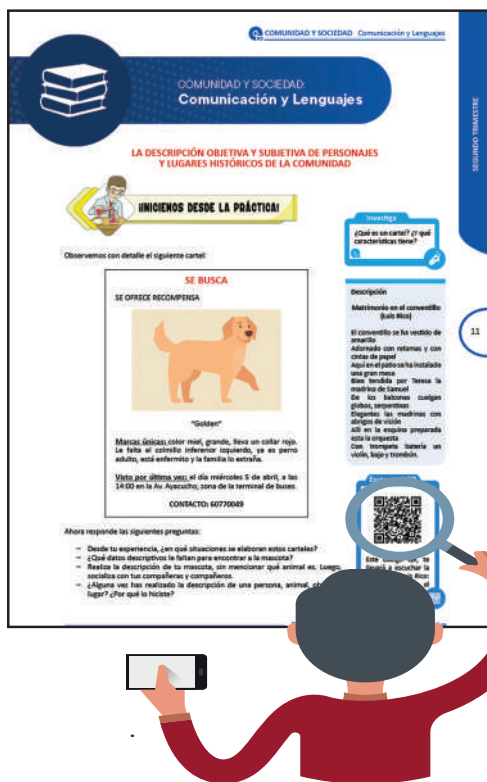 COMUNIDAD Y SOCIEDAD Comunicación y Lenguajes
COMUNIDAD Y SOCIEDAD:
Comunicación y Lenguajes
SEGUNDO TRIMESTRE
LA DESCRIPCIÓN OBJETIVA Y SUBJETIVA DE PERSONAJES
Y LUGARES HISTÓRICOS DE LA COMUNIDAD
¡INICIEMOS DESDE LA PRÁCTICA!
Observemos con detalle el siguiente cartel:
SE BUSCA
SE OFRECE RECOMPENSA
"Golden"
Marcas únicas: color miel, grande, lleva un collar rojo.
Le falta el colmillo inferenior izquierdo, ya es perro
adulto, está enfermito y la familia lo extraña.
Visto por última vez: el día miércoles 5 de abril, a las
14:00 en la Av. Ayacucho, zona de la terminal de buses.
CONTACTO: 60770049
Ahora responde las siguientes preguntas:
− Desde tu experiencia, ¿en qué situaciones se elaboran estos carteles?
− ¿Qué datos descriptivos le faltan para encontrar a la mascota?
− Realiza la descripción de tu mascota, sin mencionar qué animal es. Luego,
socializa con tus compañeras y compañeros.
− ¿Alguna vez has realizado la descripción de una persona, animal,
lugar? ¿Por qué lo hiciste?
Investiga
¿Qué es un cartel? ¿Y qué
características tiene?
Descripción
Matrimonio en el conventillo
(Luis Rico)
El conventillo se ha vestido de
amarillo
Adornado con retamas y con
cintas de papel
Aquí en el patio se ha instalado
una gran mesa
Bien tendida por Teresa la
madrina de Samuel
De los balcones cuelgan
globos, serpentinas
Elegantes las madrinas con
abrigos de visión
Allí en la esquina preparada
esta la orquesta
Con trompeta batería un
violín, bajo y trombón.
11
Este te
llevará a escuchar la
Rico:
el